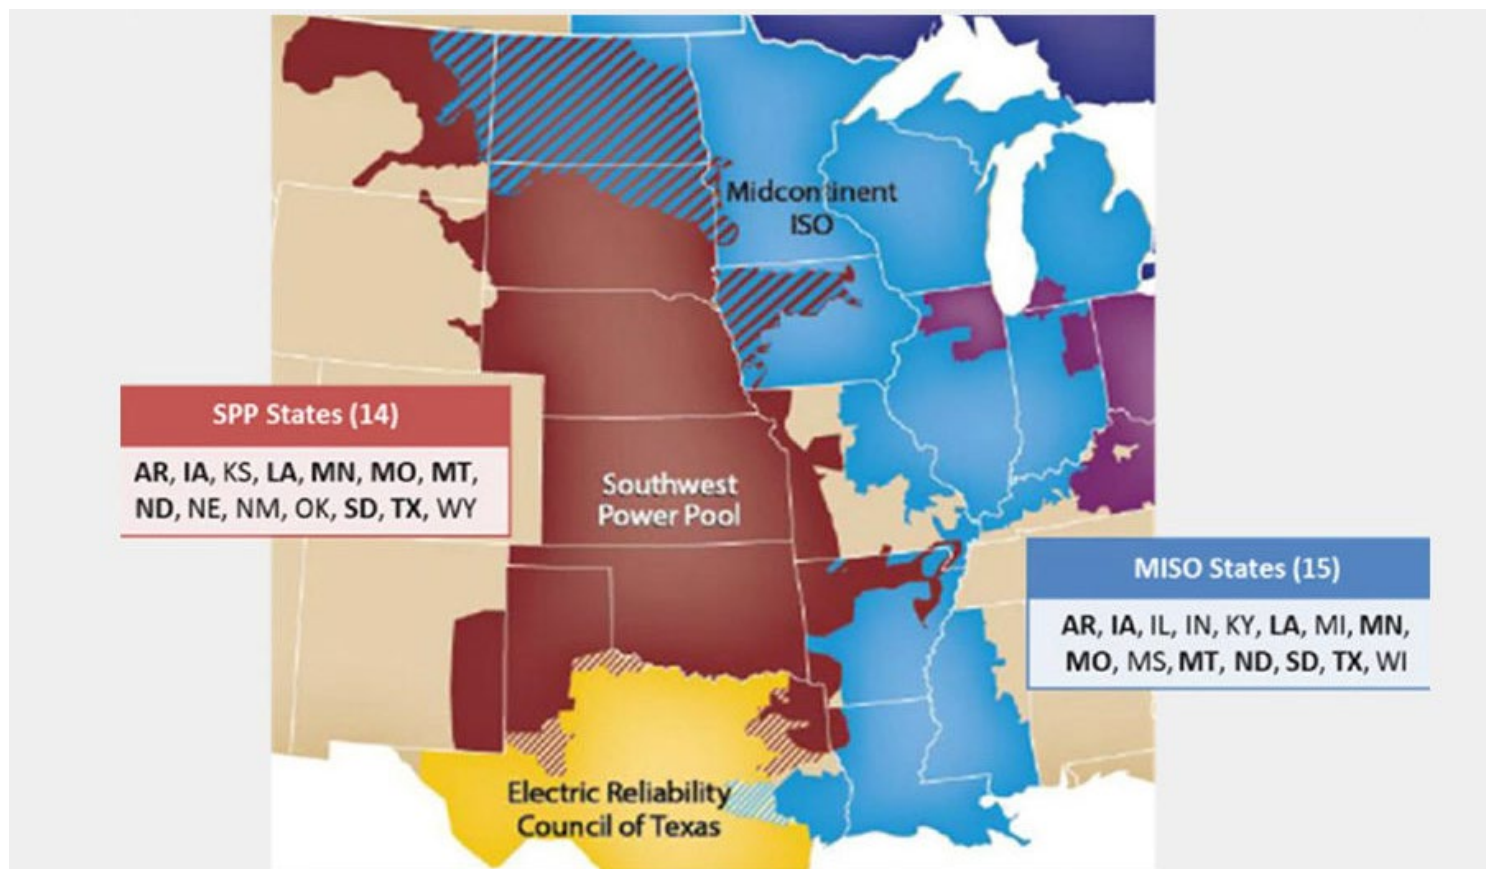 Midcontinent
ISO
SPP States (14)
AR, IA, KS, LA, MN, MO, MT,
ND, NE, NM, OK, SD, TX, WY
Southwest
Power Pool
MISO States (15)
AR, IA, IL, IN, KY, LA, MI, MN,
MO, MS, MT, ND, SD, TX, WI
Electric Reliability
Council of Texas